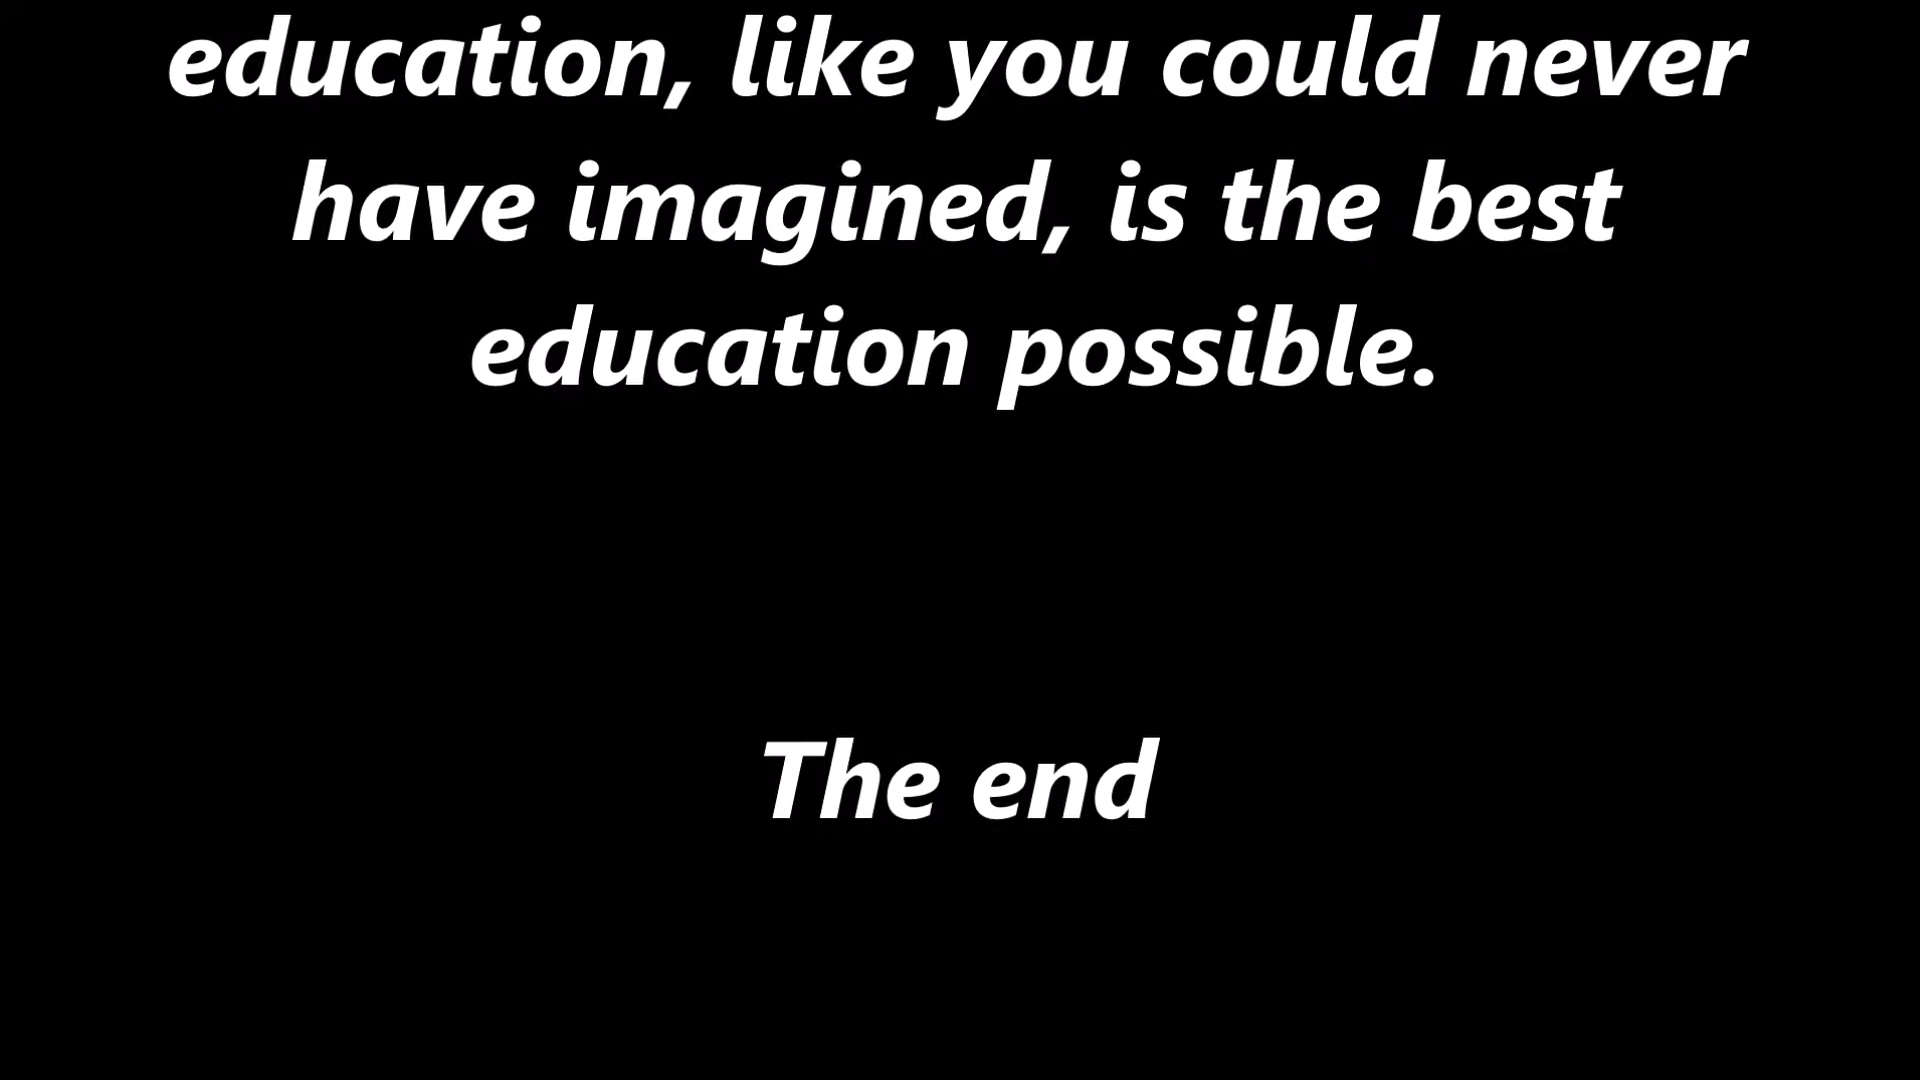 education, like you could never
have imagined, is the best
education possible.
The end